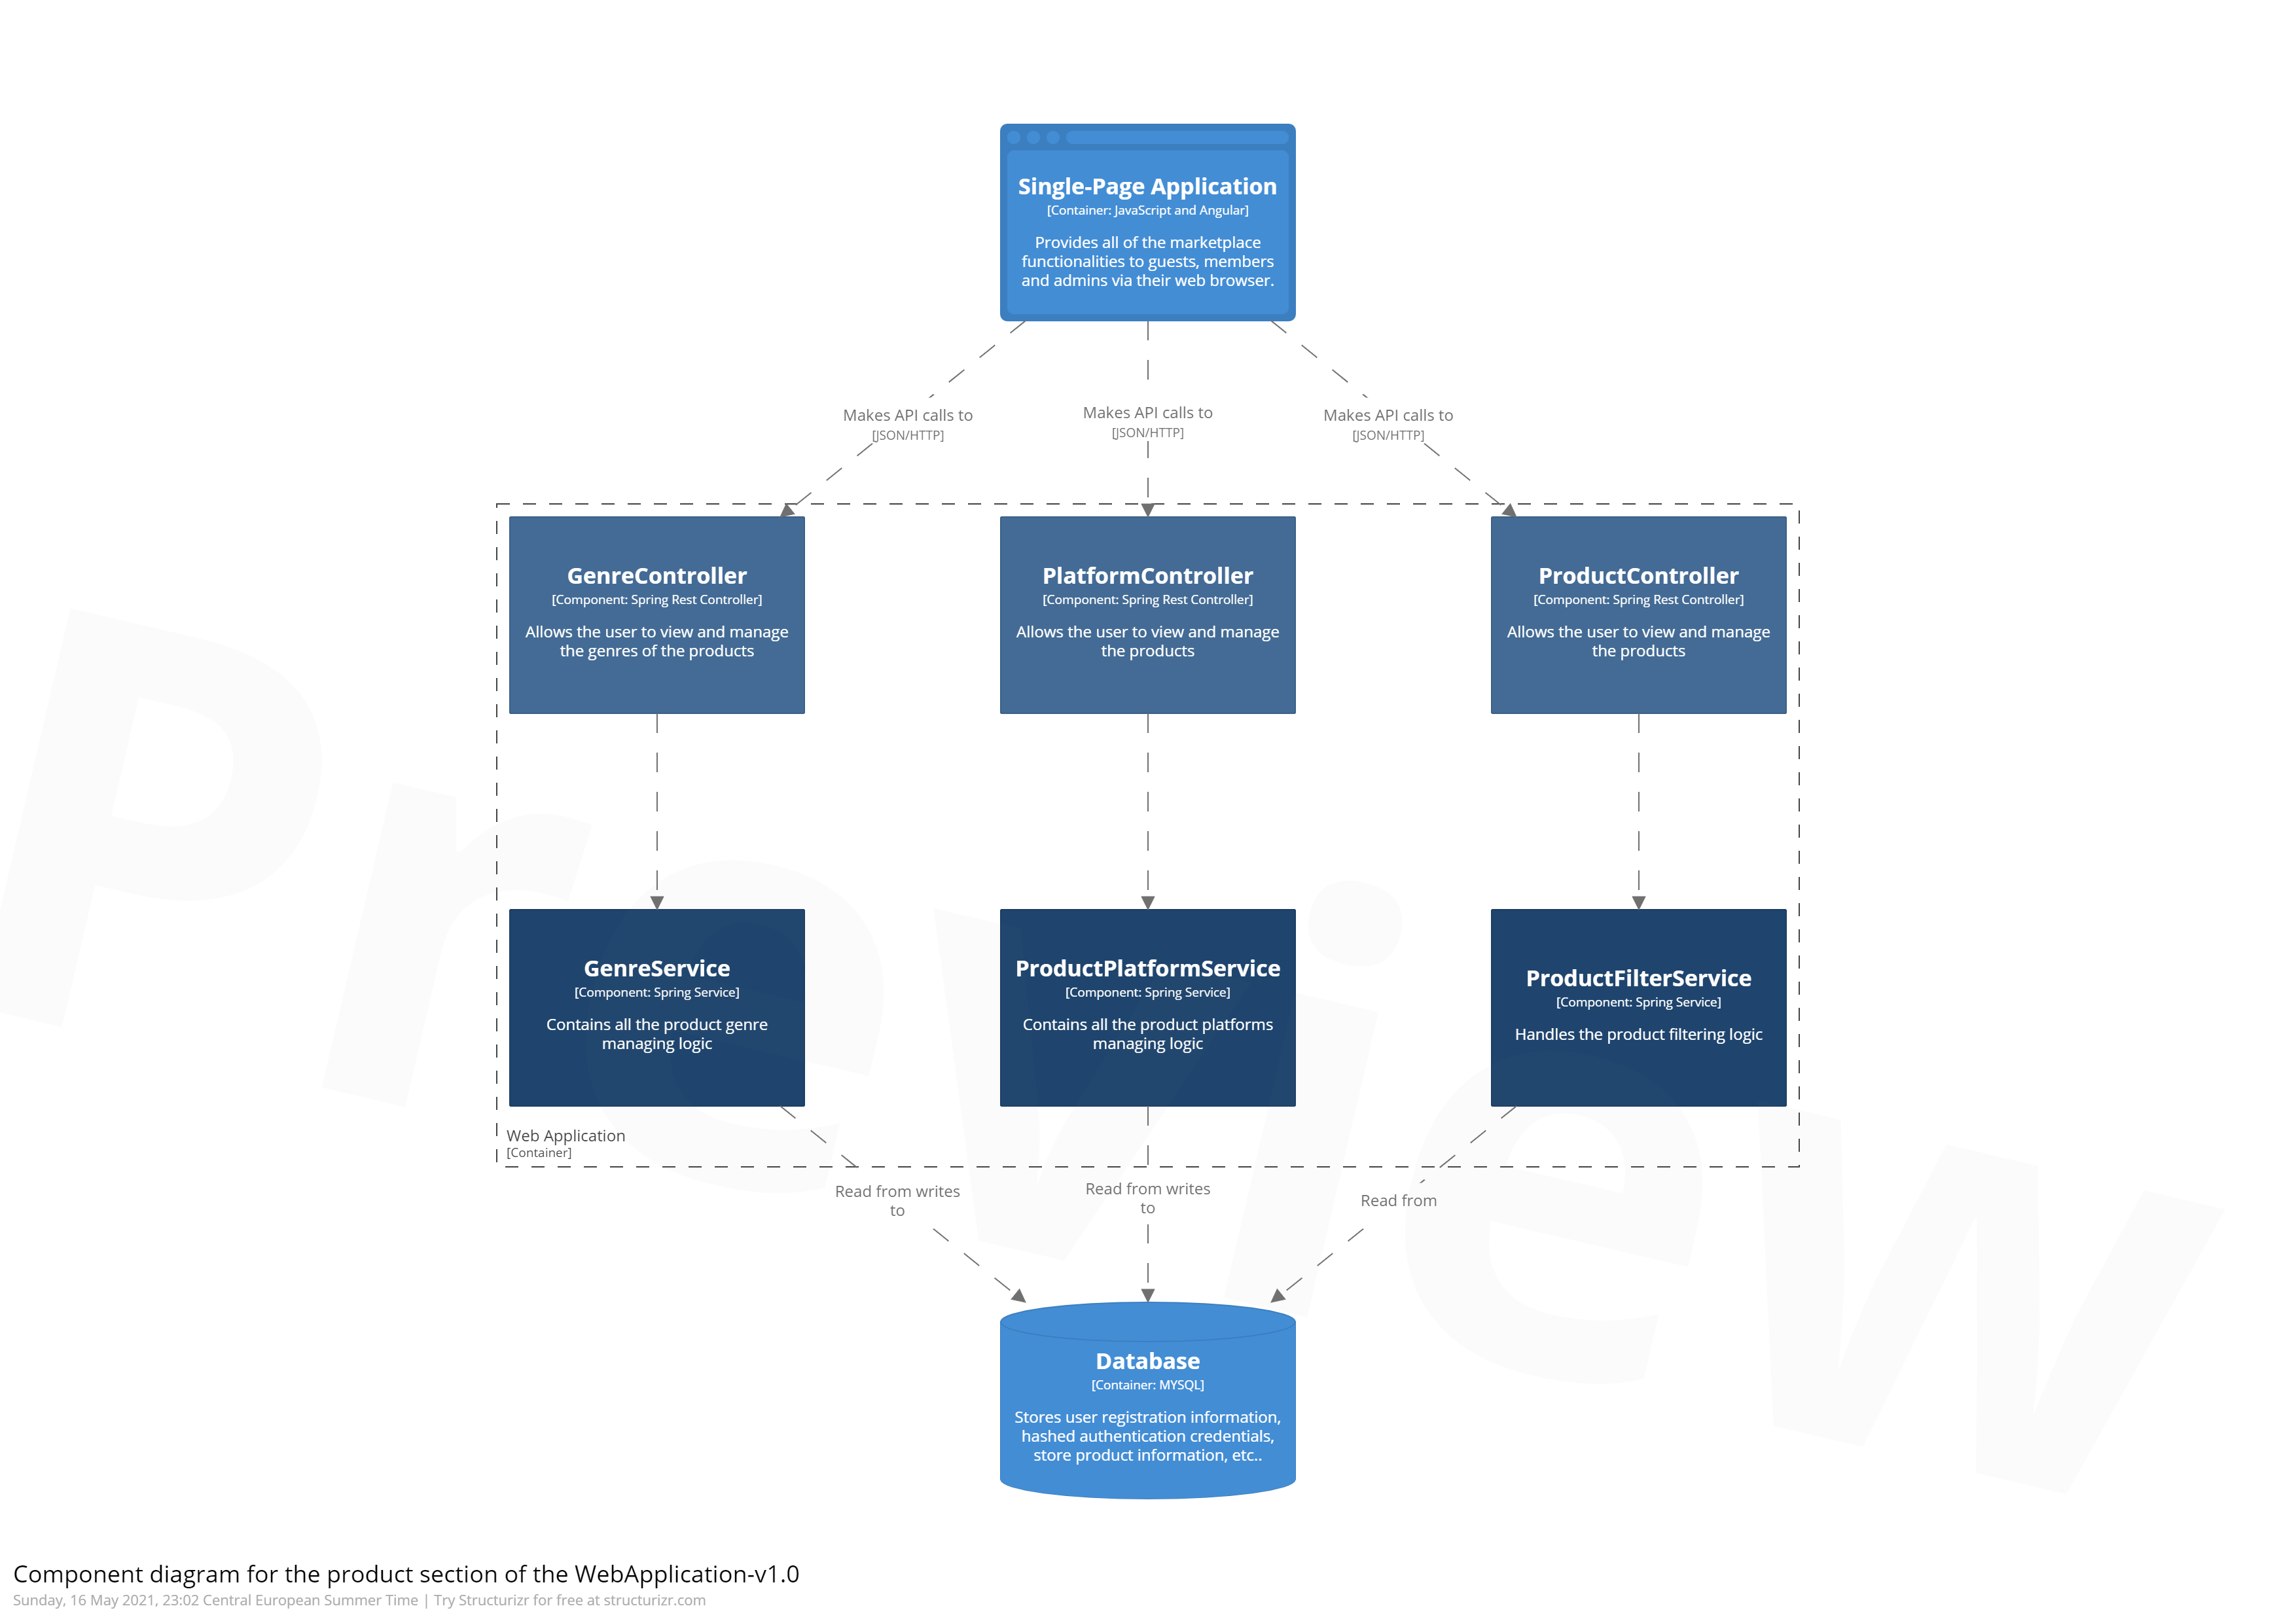 Single-Page Application
[Container: JavaScript and Angular]
Provides all of the marketplace
functionalities to guests, members
and admins via their web browser.
Makes API calls to
[JSON/HTTP]
Makes API calls to
[JSON/HTTP]
Makes API calls to
[JSON/HTTP]
GenreController
[Component: Spring Rest Controller]
Allows the user to view and manage
the genres of the products
PlatformController
[Component: Spring Rest Controller]
Allows the user to view and manage
the products
ProductController
[Component: Spring Rest Controller]
Allows the user to view and manage
the products
GenreService
[Component: Spring Service]
Contains all the product genre
managing logic
ProductPlatformService
[Component: Spring Service]
Contains all the product platforms
managing logic
ProductFilterService
[Component: Spring Service]
Handles the product filtering logic
Web Application
[Container]
Read from writes
to
Read from writes
to
Read from
Database
[Container: MYSQL]
Stores user registration information,
hashed authentication credentials,
store product information, etc..
Preview
Component diagram for the product section of the WebApplication-v1.0
Sunday, 16 May 2021, 23:02 Central European Summer Time | Try Structurizr for free at structurizr.com